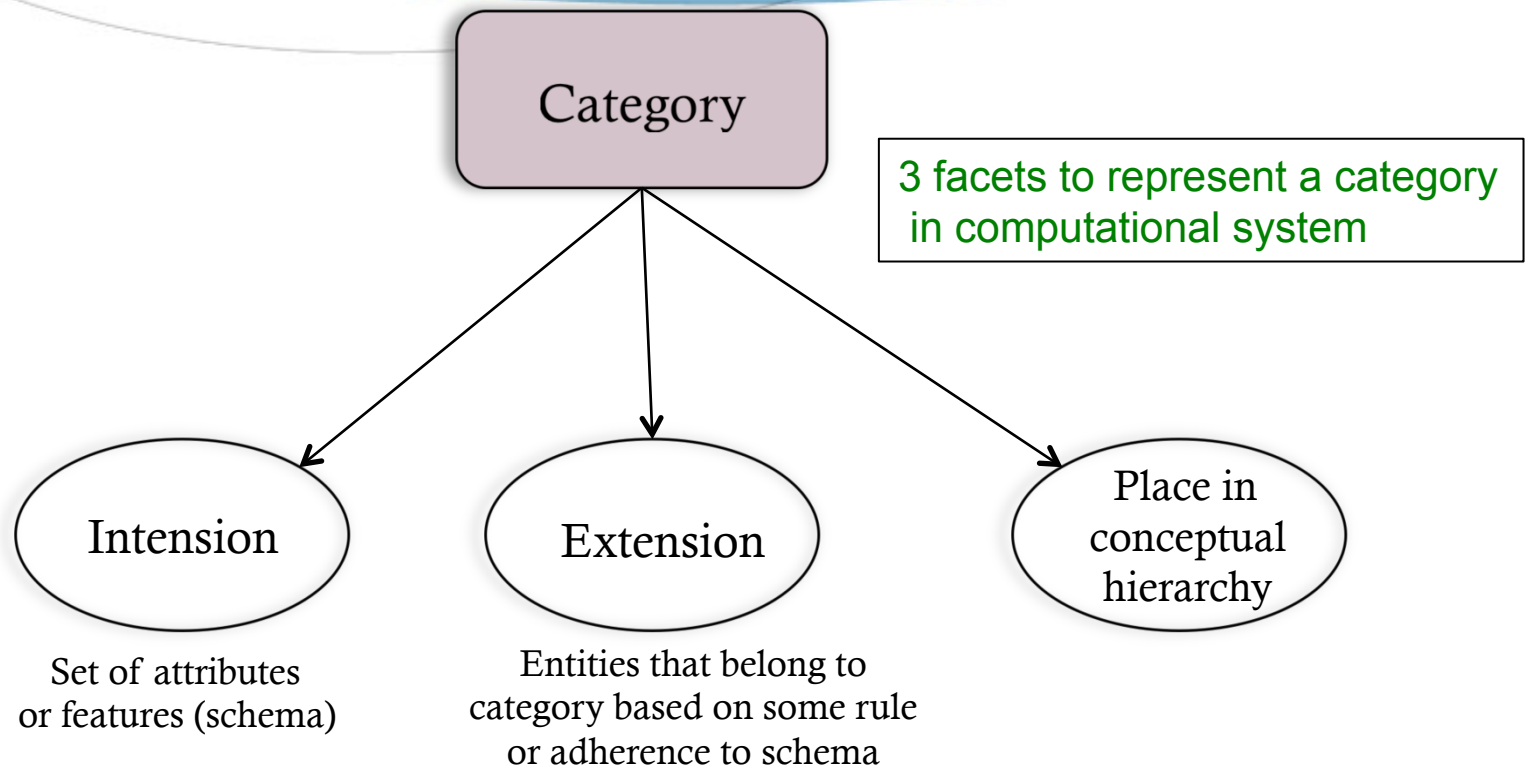 Category
3 facets to represent a category
in computational system
Intension
Extension
Place in
conceptual
hierarchy
Set of attributes
or features (schema)
Entities that belong to
category based on some rule
or adherence to schema